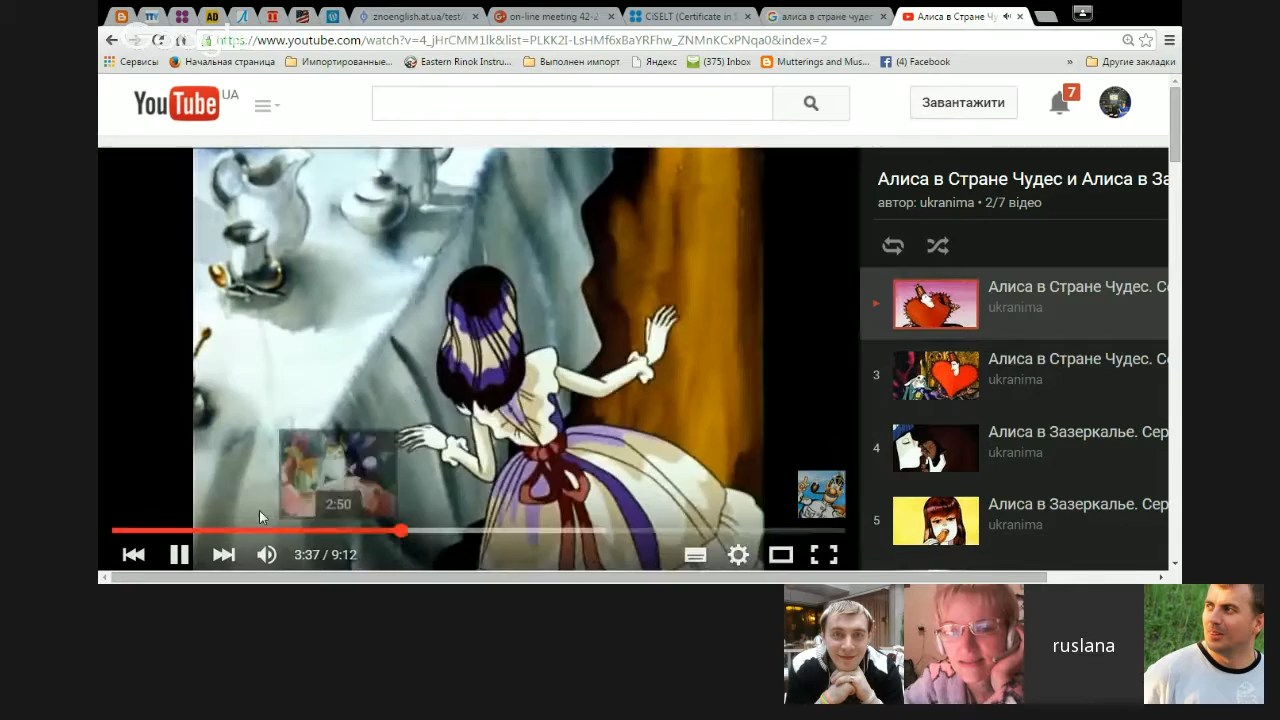 AD
znoenglish.at.ua/test/
on-line meeting 42-2
CiSELT (Certificate in S
алиса в стране чудес
Алиса в Стране Чу
https://www.youtube.com/watch?v=4_jHrCMM1lk&list=PLKK2I-LsHMf6xBaYRFhw_ZNMnKCxPNqa0&index=2
Сервисы
Начальная страница
Импортированные...
Eastern Rinok Instru...
Выполнен импорт
Яндекс
(375) Inbox
Mutterings and Mus...
(4) Facebook
»
Другие закладки
YouTube UA
Завантажити
7
Алиса в Стране Чудес и Алиса в За
автор: ukranima • 2/7 відео
Алиса в Стране Чудес. Се
ukranima
3
Алиса в Стране Чудес. Се
ukranima
4
Алиса в Зазеркалье. Сер
ukranima
5
Алиса в Зазеркалье. Сер
ukranima
2:50
3:37 / 9:12
ruslana